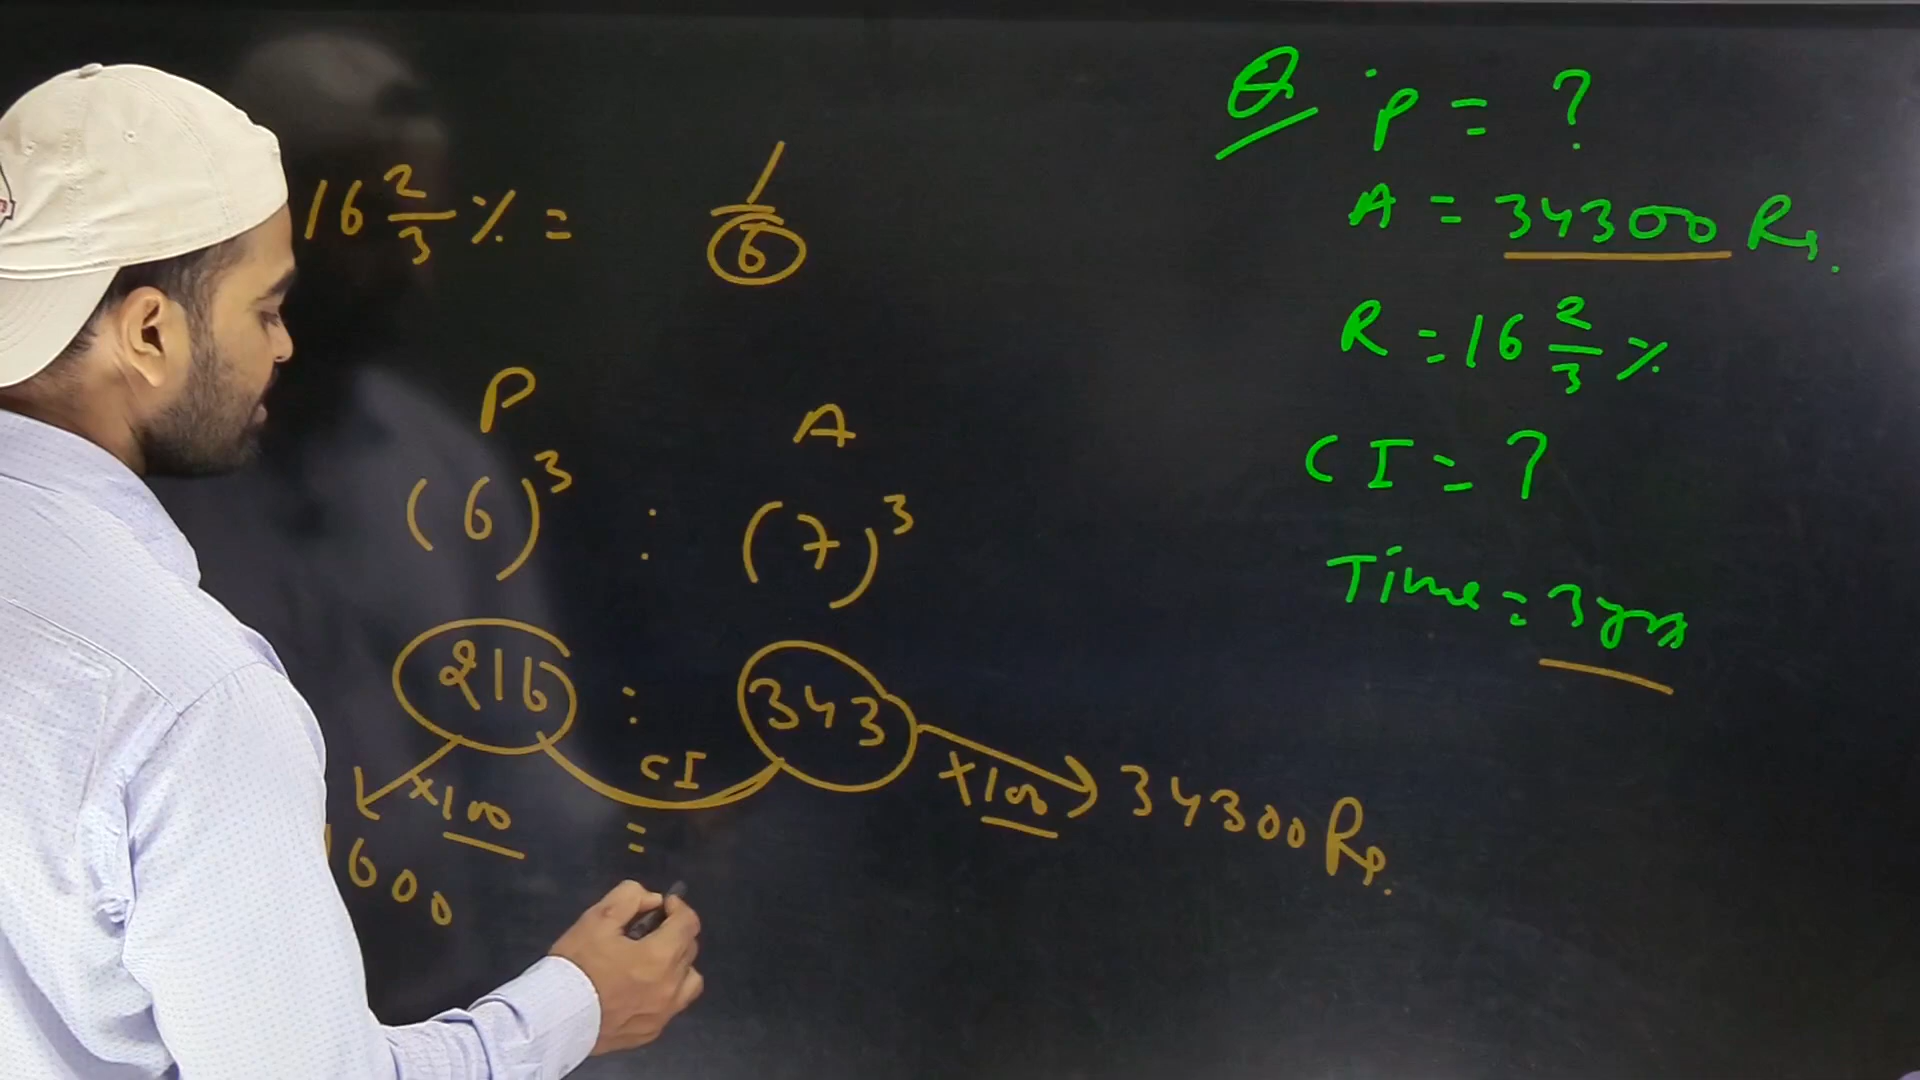 Q P = ?
A = 34300 Rs.
R = 16 2/3 %
CI = ?
Time = 3 yrs
16 2/3 % = 1/6
P A
(6)³ : (7)³
216 : 343
CI
×100 = ×100 34300 Rs.
1600